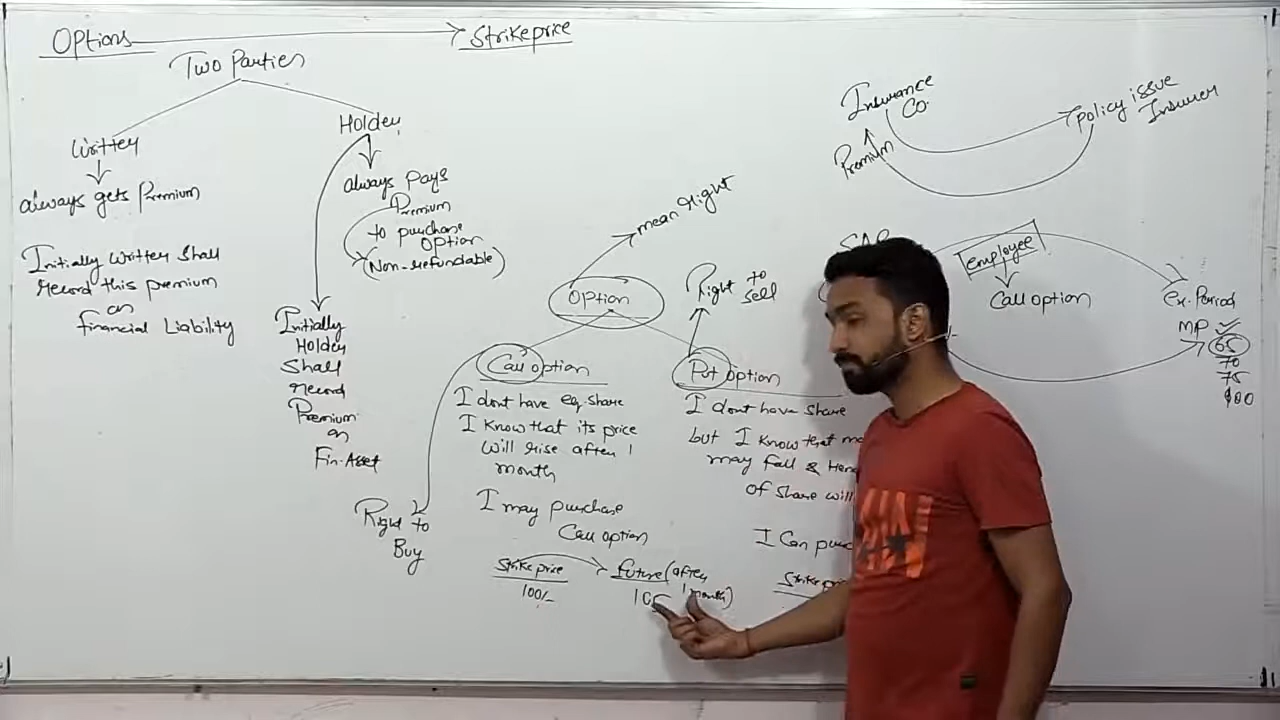 Options
Strikeprice
Two Parties
Writter
always gets Premium
Initially writter shall
record this premium
as
financial Liability
Holder
always pays
Premium
to purchase
option
(Non-refundable)
Initially
Holder
Shall
record
Premium
as
Fin-Asset
mean right
Option
Right to
Sell
Call option
I dont have eq. share
I know that its price
will rise after 1
month
I may purchase
Call option
Strike price
100/-
future (after
1 month)
Right to
Buy
Put option
I dont have share
but I know that
may fall &
of share will
I Can
Strike
Insurance
Co.
Policy issue
Insurer
Premium
SAR
employee
Call option
ex. Period
MP
65
70
75